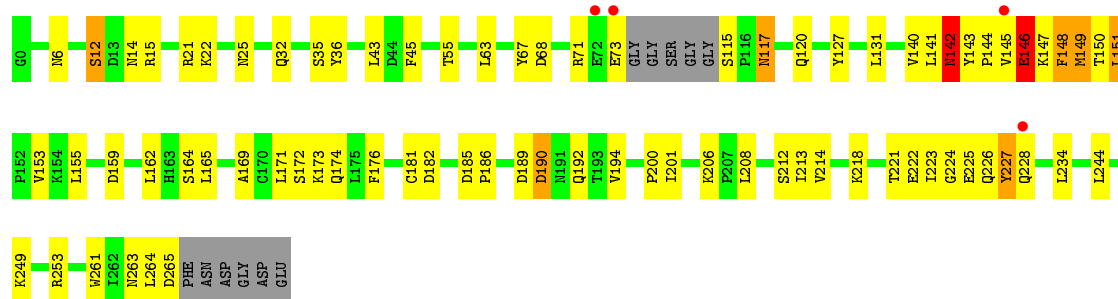 G0 N6 S12 D13 N14 R15 R21 K22 N25 Q32 S35 Y36 L43 D44 F45 T55 L63 Y67 D68 R71 E72 E73 GLY GLY SER GLY GLY S115 P116 N117 Q120 Y127 L131 V140 L141 N142 Y143 P144 V145 E146 K147 F148 M149 T150 L151
P152 V153 K154 L155 D159 L162 H163 S164 L165 A169 C170 L171 S172 K173 Q174 L175 F176 C181 D182 D185 P186 D189 D190 N191 Q192 T193 V194 P200 I201 K206 P207 L208 S212 I213 V214 K218 T221 E222 I223 G224 E225 Q226 Y227 Q228 L234 L244
K249 R253 W261 I262 N263 L264 D265 PHE ASN ASP GLY ASP GLU